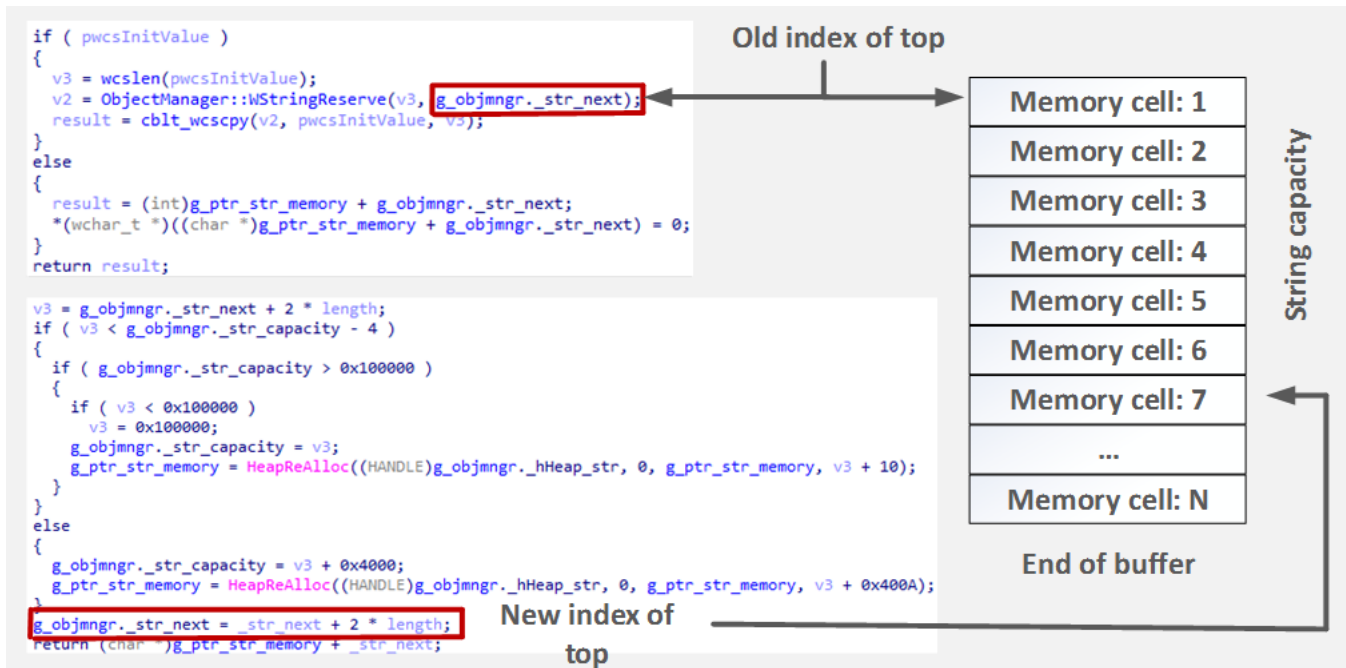 if ( pwcsInitValue )
{
v3 = wcslen(pwcsInitValue);
v2 = ObjectManager::WStringReserve(v3, g_objmngr._str_next);
result = cblt_wcscpy(v2, pwcsInitValue, v3);
}
else
{
result = (int)g_ptr_str_memory + g_objmngr._str_next;
*(wchar_t *)((char *)g_ptr_str_memory + g_objmngr._str_next) = 0;
}
return result;
v3 = g_objmngr._str_next + 2 * length;
if ( v3 < g_objmngr._str_capacity - 4 )
{
if ( g_objmngr._str_capacity > 0x100000 )
{
if ( v3 < 0x100000 )
v3 = 0x100000;
g_objmngr._str_capacity = v3;
g_ptr_str_memory = HeapReAlloc((HANDLE)g_objmngr._hHeap_str, 0, g_ptr_str_memory, v3 + 10);
}
}
else
{
g_objmngr._str_capacity = v3 + 0x4000;
g_ptr_str_memory = HeapReAlloc((HANDLE)g_objmngr._hHeap_str, 0, g_ptr_str_memory, v3 + 0x400A);
}
g_objmngr._str_next = _str_next + 2 * length;
return (char *)g_ptr_str_memory + _str_next;
Old index of top
New index of
top
Memory cell: 1
Memory cell: 2
Memory cell: 3
Memory cell: 4
Memory cell: 5
Memory cell: 6
Memory cell: 7
...
Memory cell: N
End of buffer
String capacity